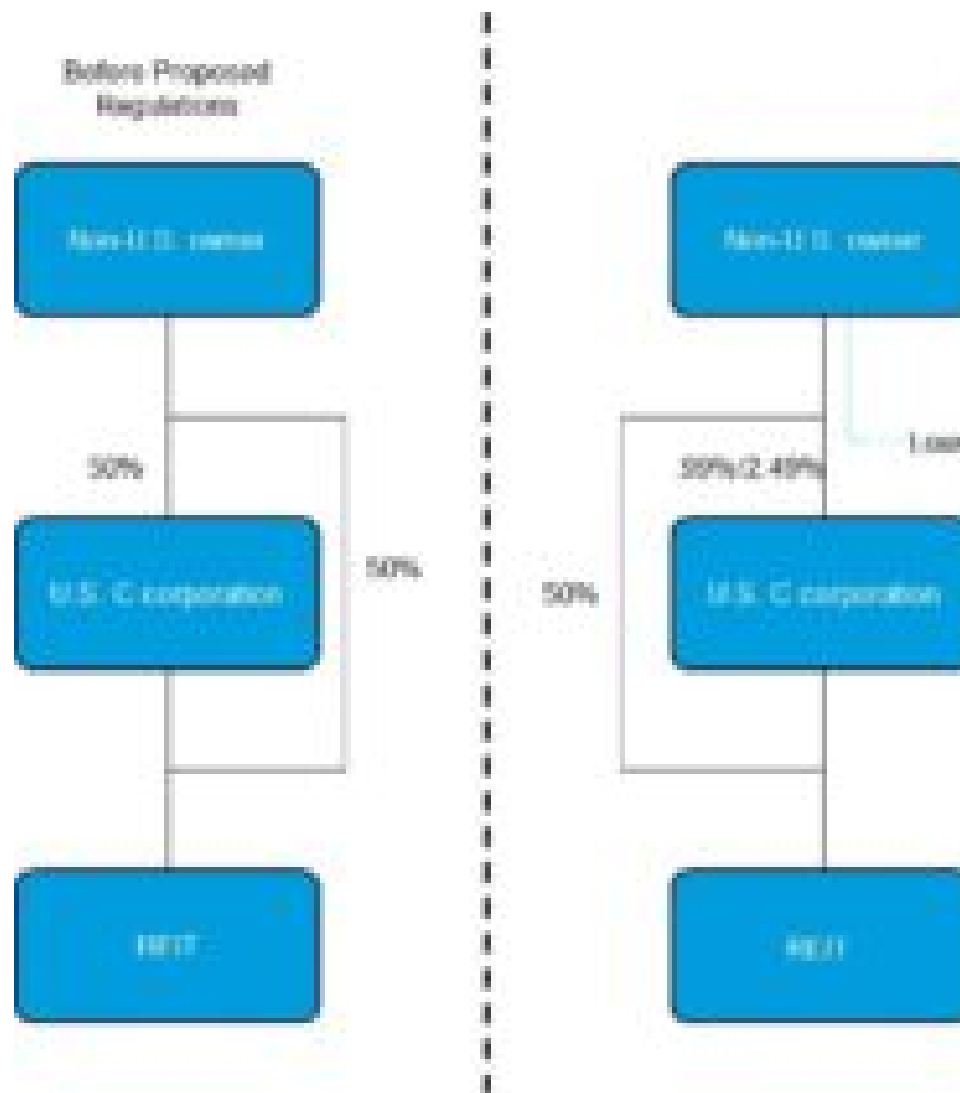 Before Proposed
Regulations
Non-U.S. owner
50%
50%
U.S. C corporation
REIT
Non-U.S. owner
50%
U.S. C corporation
REIT